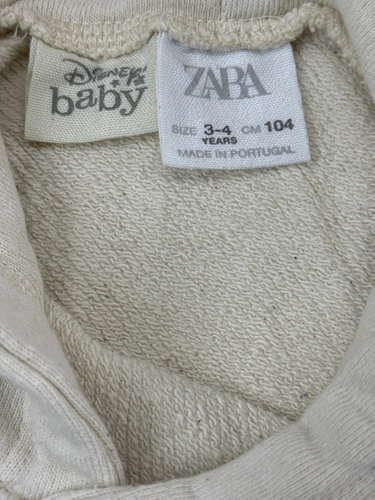 Disney
+
baby
ZARA
SIZE 3-4 CM 104
YEARS
MADE IN PORTUGAL